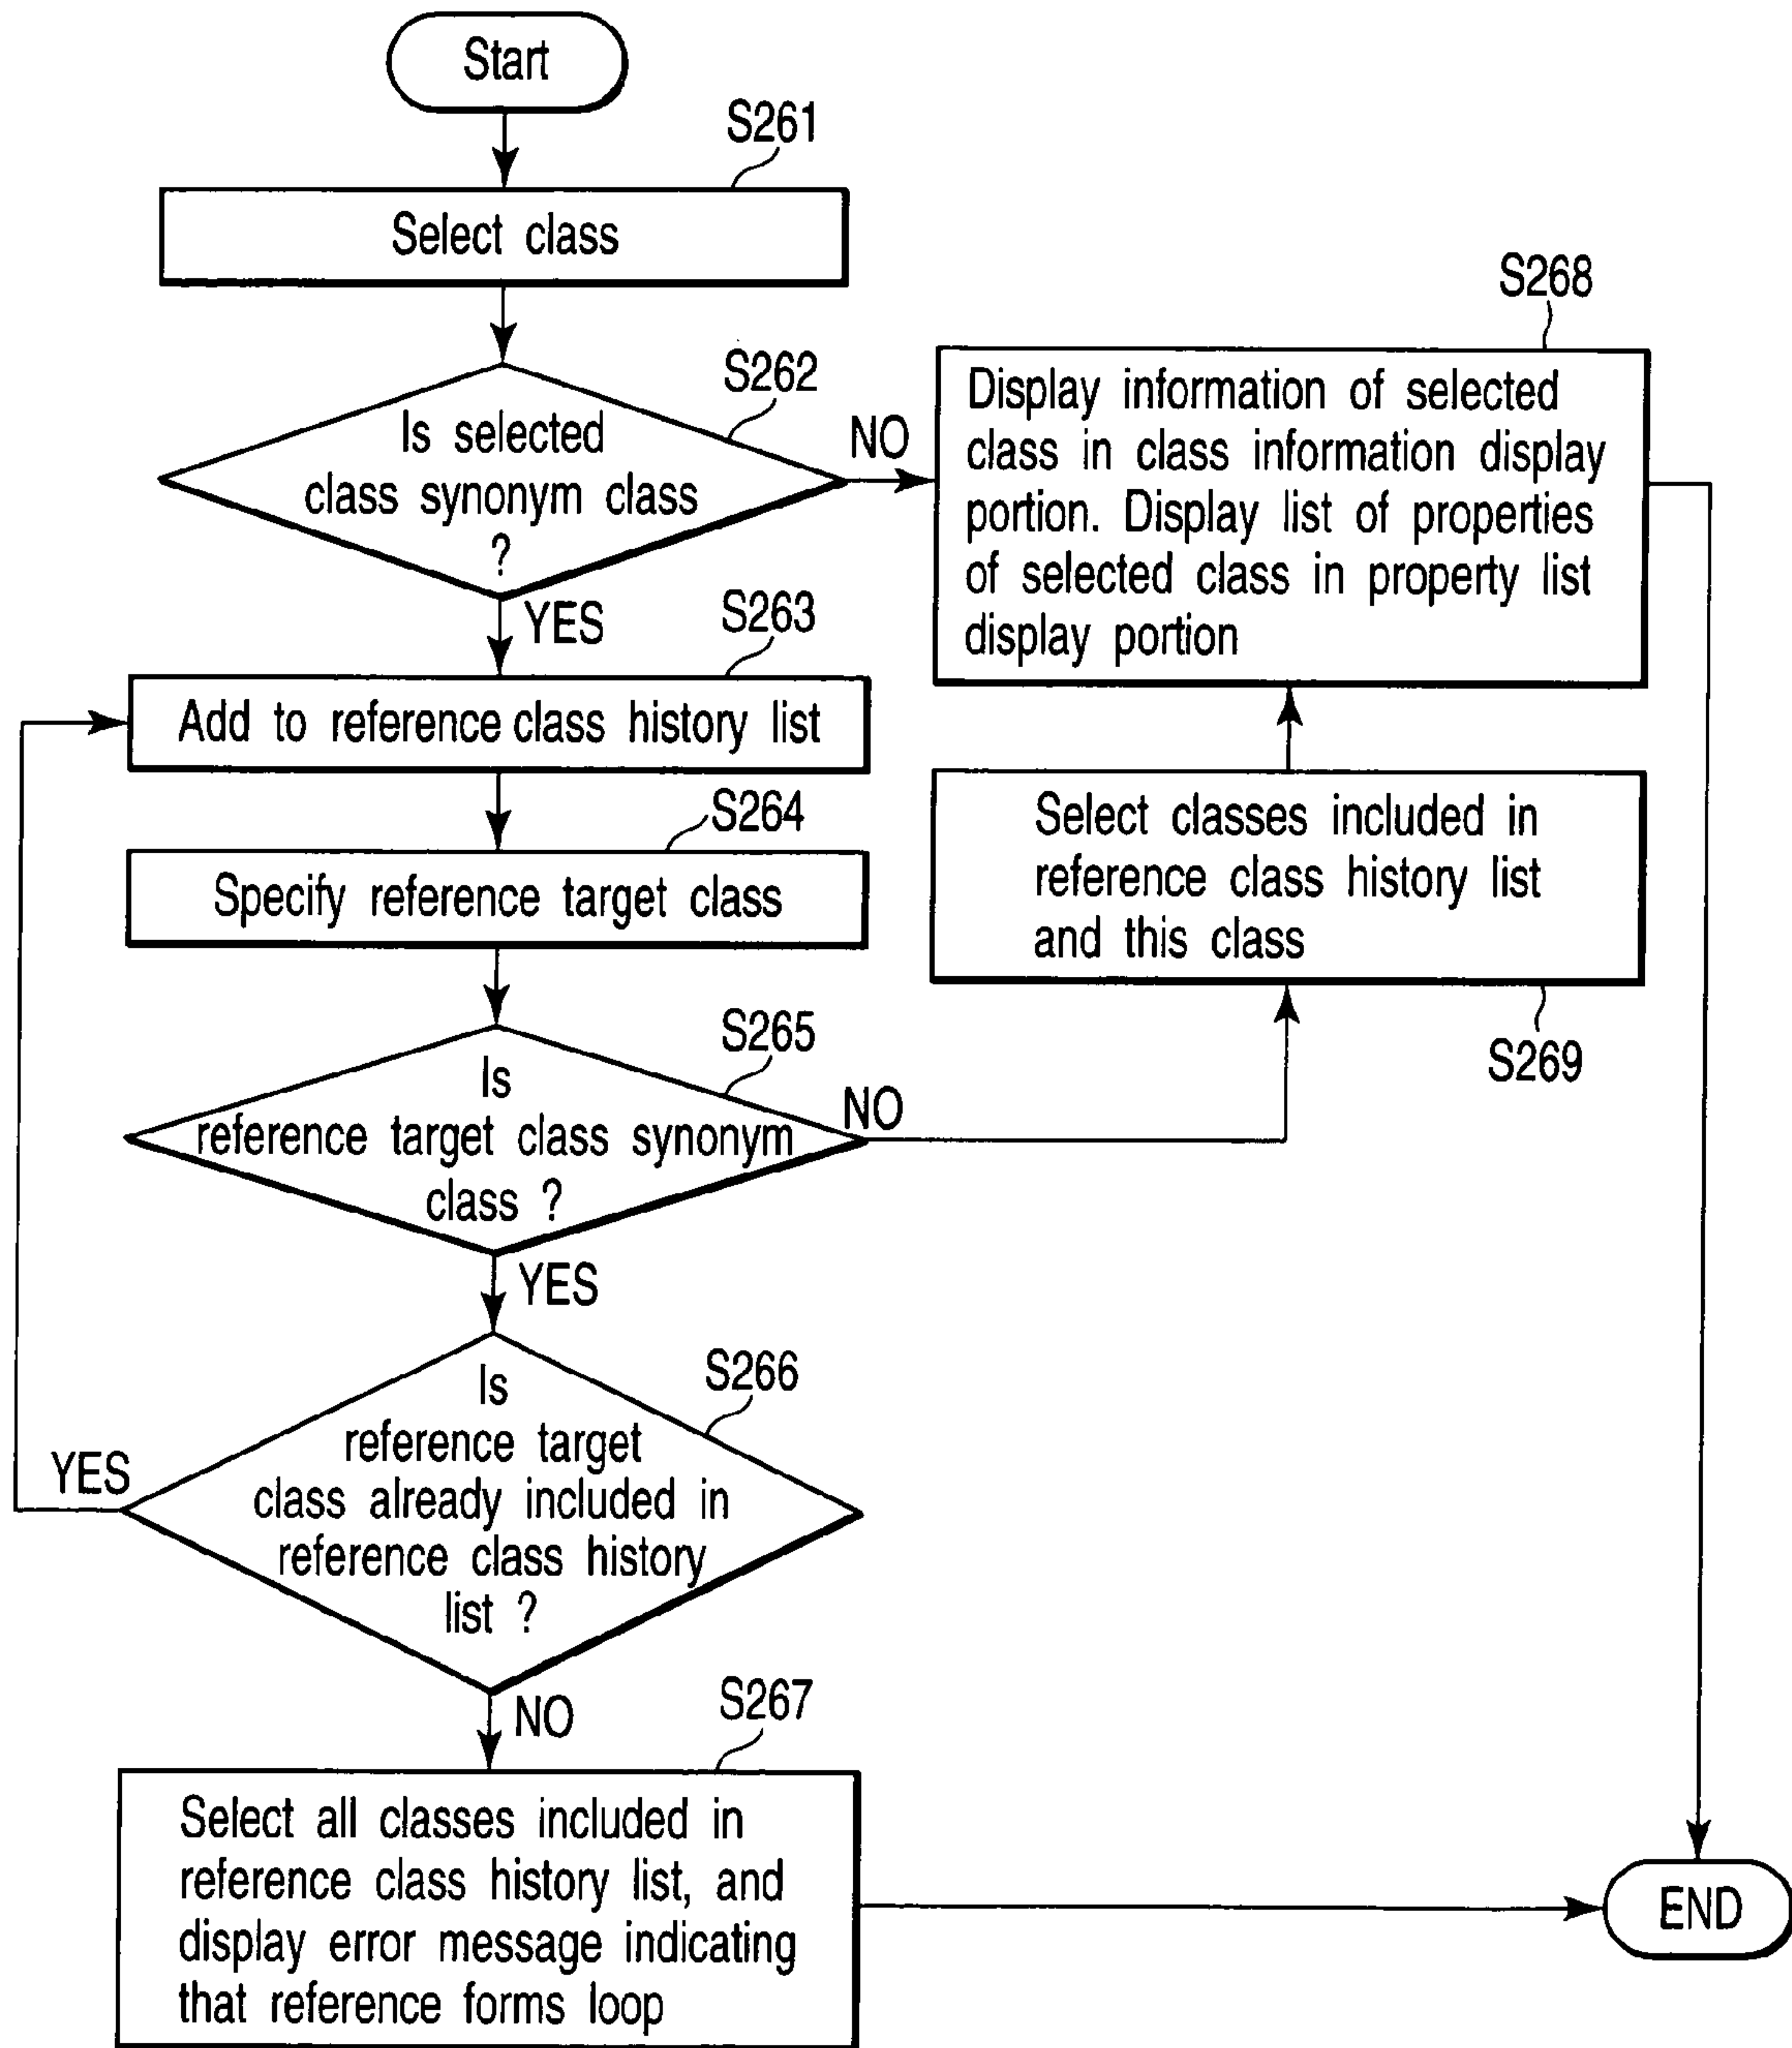 Start
S261
Select class
S262
Is selected
class synonym class
?
NO
YES
S268
Display information of selected
class in class information display
portion. Display list of properties
of selected class in property list
display portion
S263
Add to reference class history list
S264
Specify reference target class
S269
Select classes included in
reference class history list
and this class
S265
Is
reference target class synonym
class ?
NO
YES
S266
Is
reference target
class already included in
reference class history
list ?
YES
NO
S267
Select all classes included in
reference class history list, and
display error message indicating
that reference forms loop
END